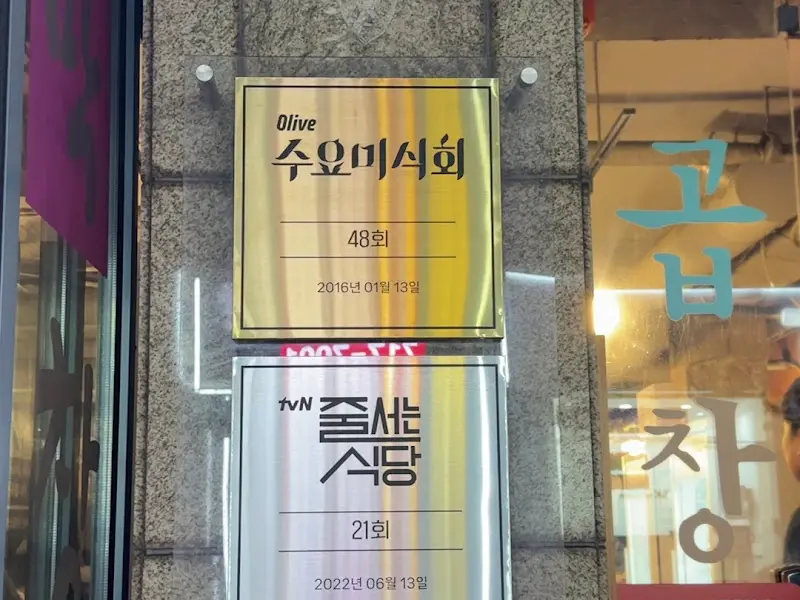 Olive
수요미식회
48회
2016년 01월 13일
tvN
줄서는
식당
21회
2022년 06월 13일
곱
창